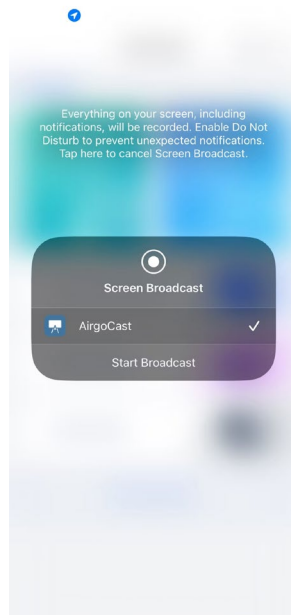 Everything on your screen, including
notifications, will be recorded. Enable Do Not
Disturb to prevent unexpected notifications.
Tap here to cancel Screen Broadcast.
Screen Broadcast
AirgoCast
Start Broadcast